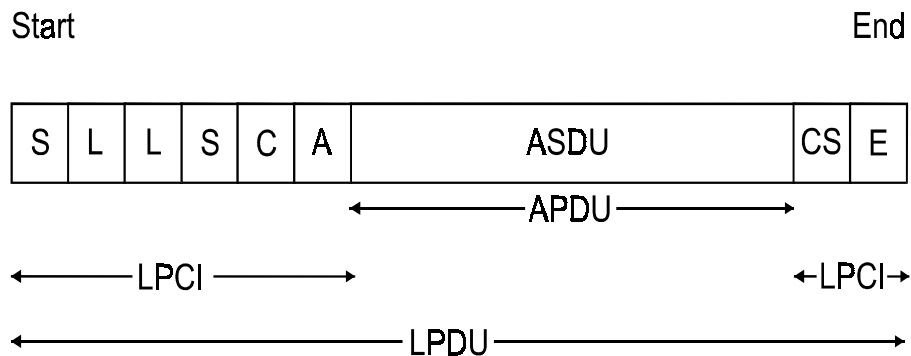 Start End
S L L S C A ASDU CS E
APDU
LPCI LPCI
LPDU